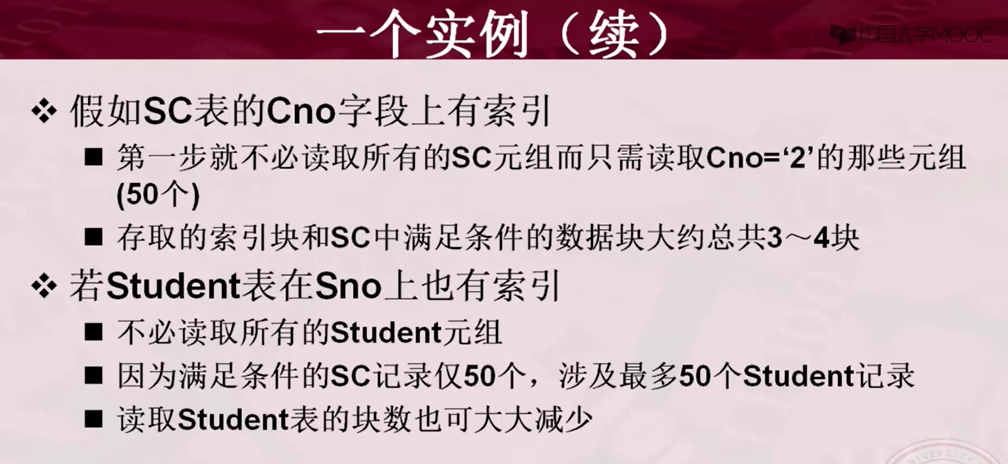 一个实例（续）
中国大学MOOC
❖ 假如SC表的Cno字段上有索引
■ 第一步就不必读取所有的SC元组而只需读取Cno=‘2’的那些元组
(50个)
■ 存取的索引块和SC中满足条件的数据块大约总共3～4块
❖ 若Student表在Sno上也有索引
■ 不必读取所有的Student元组
■ 因为满足条件的SC记录仅50个，涉及最多50个Student记录
■ 读取Student表的块数也可大大减少
UNIVERSITY